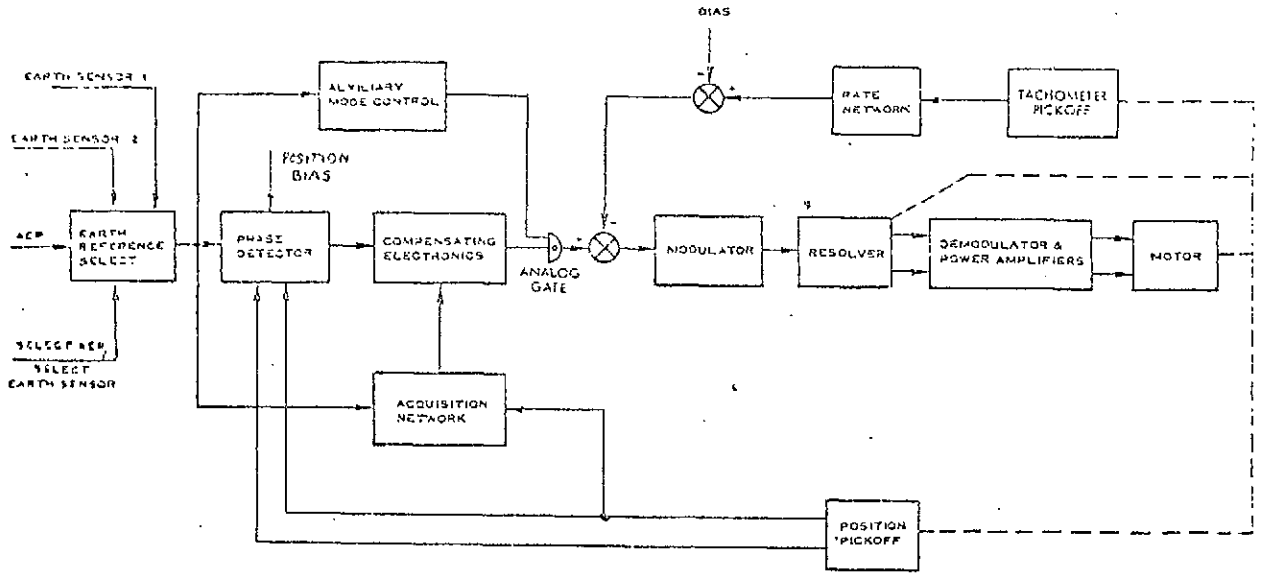 BIAS
EARTH SENSOR 1
AUXILIARY
MODE CONTROL
RATE
NETWORK
TACHOMETER
PICKOFF
EARTH SENSOR 2
POSITION
BIAS
AEP
EARTH
REFERENCE
SELECT
PHASE
DETECTOR
COMPENSATING
ELECTRONICS
ANALOG
GATE
MODULATOR
RESOLVER
DEMODULATOR &
POWER AMPLIFIERS
MOTOR
SELECT AEP
SELECT
EARTH SENSOR
ACQUISITION
NETWORK
POSITION
PICKOFF